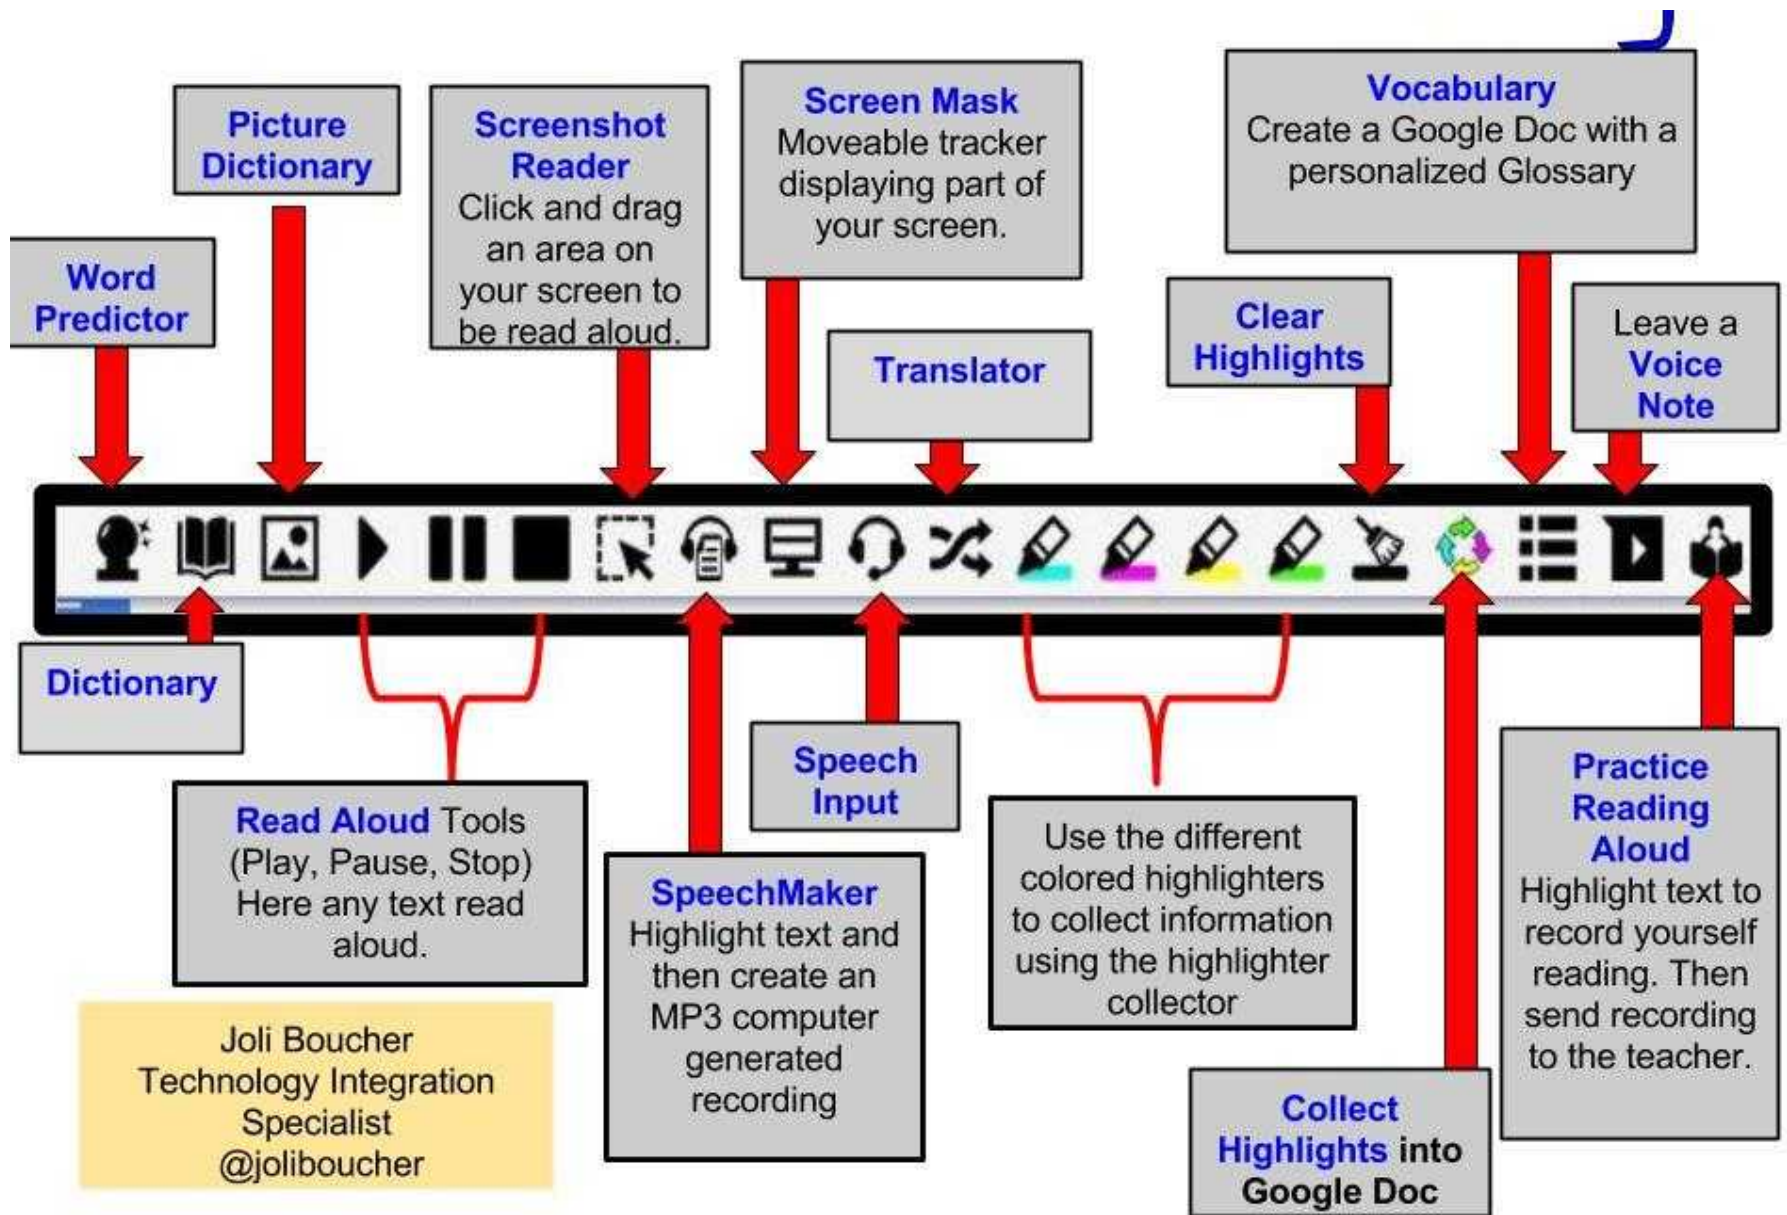 Word
Predictor
Picture
Dictionary
Screenshot
Reader
Click and drag
an area on
your screen to
be read aloud.
Screen Mask
Moveable tracker
displaying part of
your screen.
Translator
Clear
Highlights
Vocabulary
Create a Google Doc with a
personalized Glossary
Leave a
Voice
Note
Dictionary
Read Aloud Tools
(Play, Pause, Stop)
Here any text read
aloud.
SpeechMaker
Highlight text and
then create an
MP3 computer
generated
recording
Speech
Input
Use the different
colored highlighters
to collect information
using the highlighter
collector
Collect
Highlights into
Google Doc
Practice
Reading
Aloud
Highlight text to
record yourself
reading. Then
send recording
to the teacher.
Joli Boucher
Technology Integration
Specialist
@joliboucher